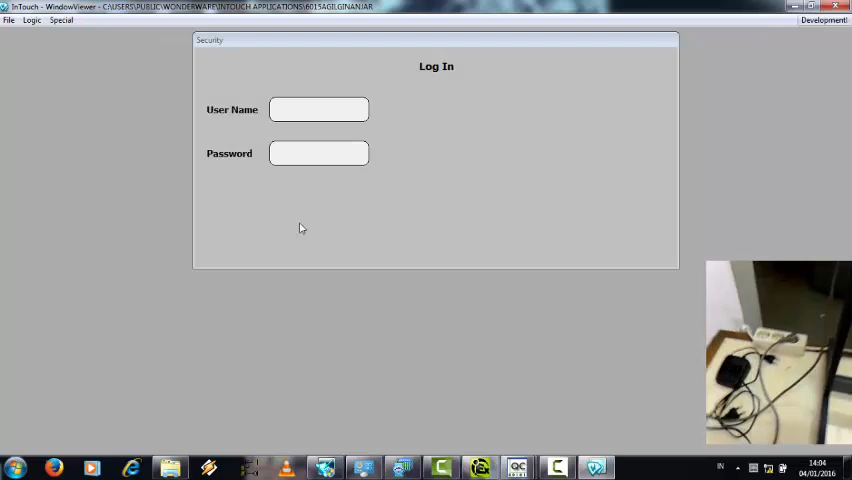 InTouch - WindowViewer - C:\USERS\PUBLIC\WONDERWARE\INTOUCH APPLICATIONS\6015AGILGINANJAR
File Logic Special Development!
Security
Log In
User Name
Password
QC
IN 14:04
04/01/2016